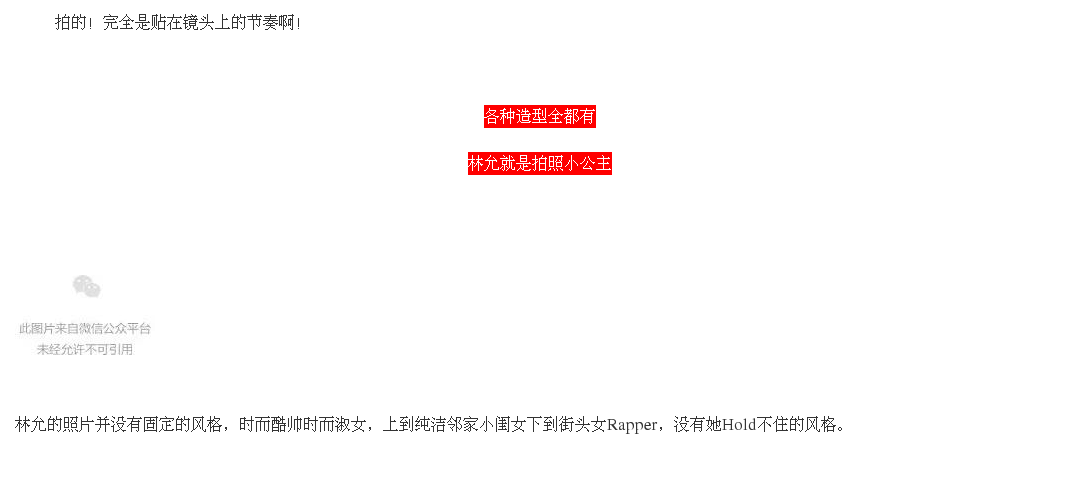 拍的！完全是贴在镜头上的节奏啊！
各种造型全都有
林允就是拍照小公主
此图片来自微信公众平台
未经允许不可引用
林允的照片并没有固定的风格，时而酷帅时而淑女，上到纯洁邻家小闺女下到街头女Rapper，没有她Hold不住的风格。